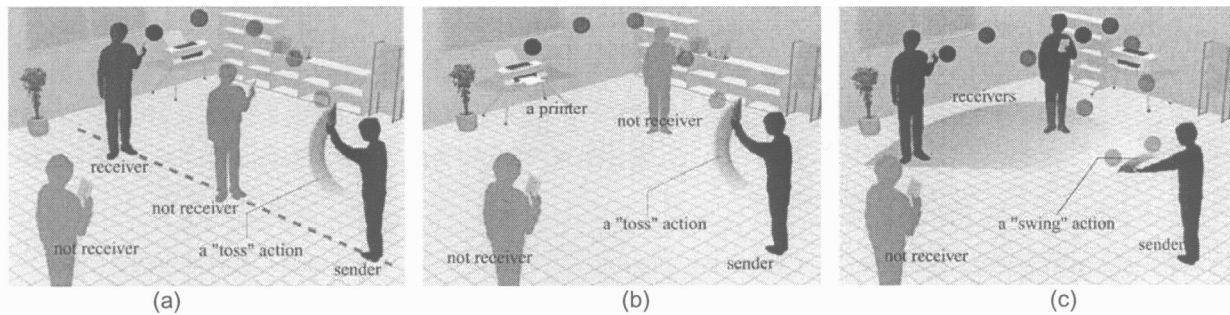 receiver
not receiver
not receiver
a "toss" action
sender
(a)
a printer
not receiver
a "toss" action
not receiver
sender
(b)
receivers
a "swing" action
not receiver
sender
(c)